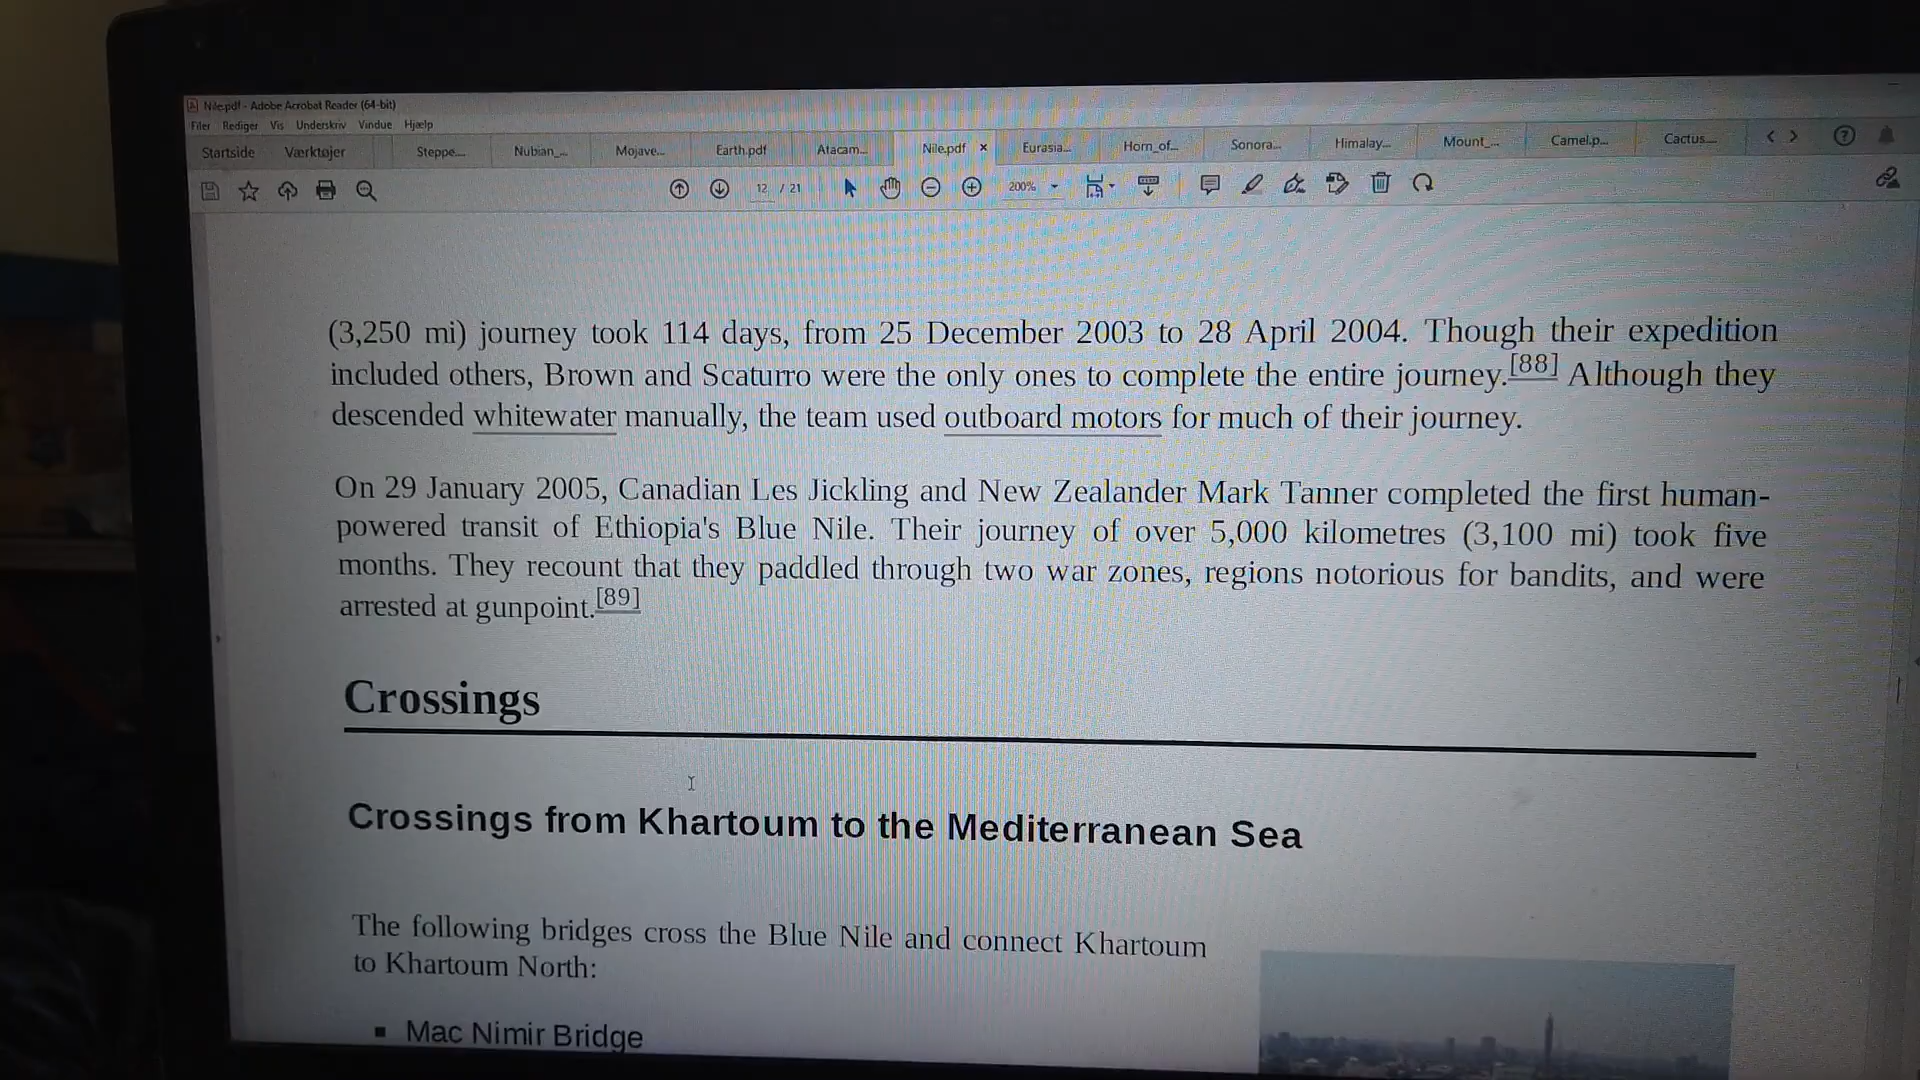 Nile.pdf - Adobe Acrobat Reader (64-bit)
Filer Rediger Vis Underskriv Vindue Hjælp
Startside Værktøjer Steppe... Nubian_... Mojave... Earth.pdf Atacam... Nile.pdf × Eurasia... Horn_of... Sonora... Himalay... Mount_... Camel.p... Cactus...
12 / 21 200%
(3,250 mi) journey took 114 days, from 25 December 2003 to 28 April 2004. Though their expedition
included others, Brown and Scaturro were the only ones to complete the entire journey.[88] Although they
descended whitewater manually, the team used outboard motors for much of their journey.
On 29 January 2005, Canadian Les Jickling and New Zealander Mark Tanner completed the first human-
powered transit of Ethiopia's Blue Nile. Their journey of over 5,000 kilometres (3,100 mi) took five
months. They recount that they paddled through two war zones, regions notorious for bandits, and were
arrested at gunpoint.[89]
Crossings
Crossings from Khartoum to the Mediterranean Sea
The following bridges cross the Blue Nile and connect Khartoum
to Khartoum North:
▪ Mac Nimir Bridge